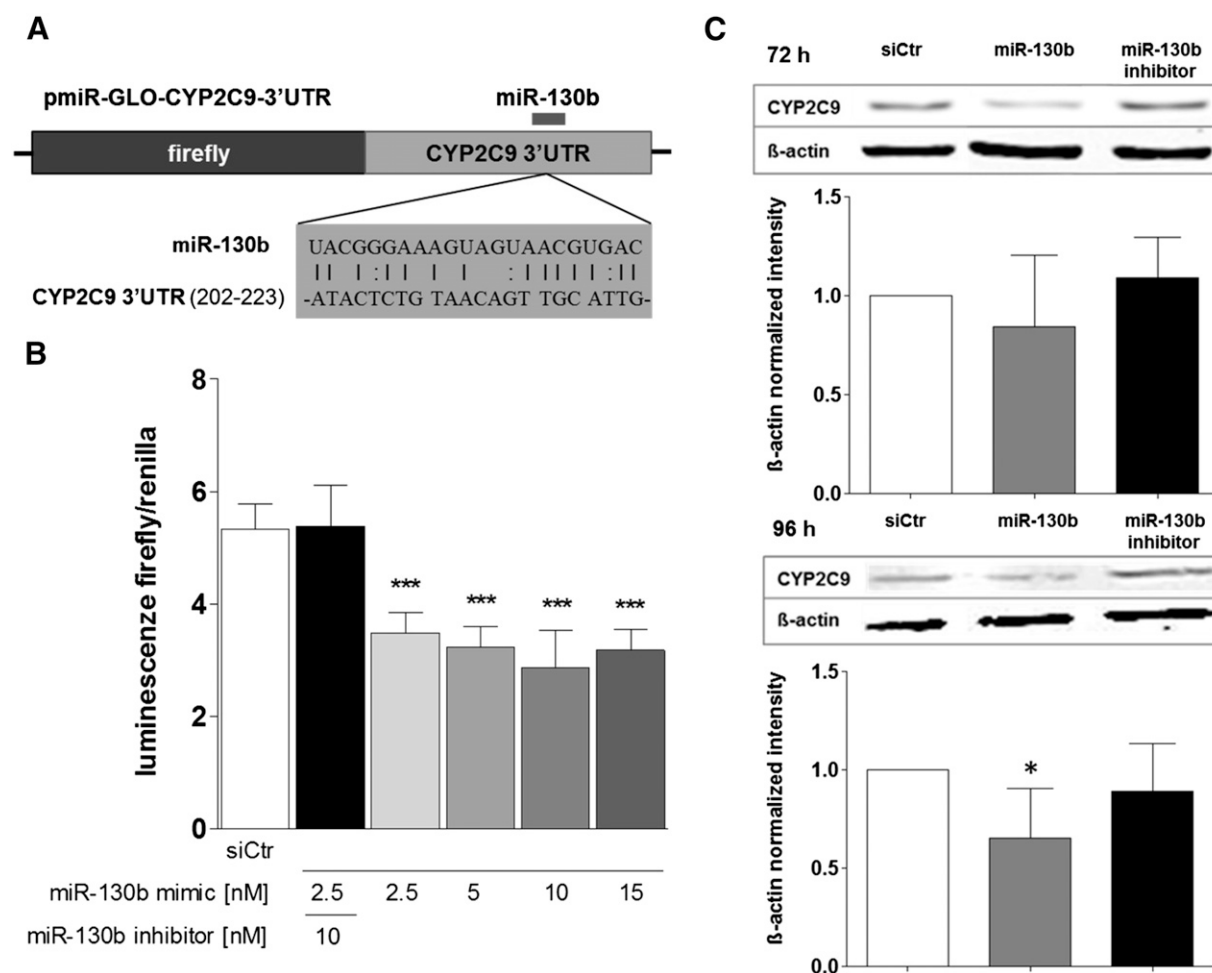 A
pmiR-GLO-CYP2C9-3'UTR miR-130b
firefly CYP2C9 3'UTR
miR-130b UACGGGAAAGUAGUAACGUGAC
CYP2C9 3'UTR (202-223) -ATACTCTG TAACAGT TGC ATTG-
B
luminescenze firefly/renilla
8
6
4
2
0
*** *** *** ***
siCtr
miR-130b mimic [nM] 2.5 2.5 5 10 15
miR-130b inhibitor [nM] 10
C
72 h siCtr miR-130b miR-130b inhibitor
CYP2C9
ß-actin
ß-actin normalized intensity
1.5
1.0
0.5
0.0
96 h siCtr miR-130b miR-130b inhibitor
CYP2C9
ß-actin
ß-actin normalized intensity
1.5
1.0
0.5
0.0
*